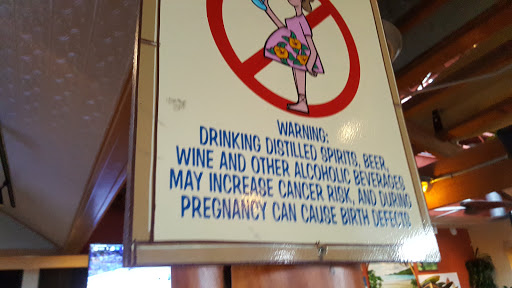 WARNING:
DRINKING DISTILLED SPIRITS, BEER,
WINE AND OTHER ALCOHOLIC BEVERAGES
MAY INCREASE CANCER RISK, AND DURING
PREGNANCY CAN CAUSE BIRTH DEFECTS